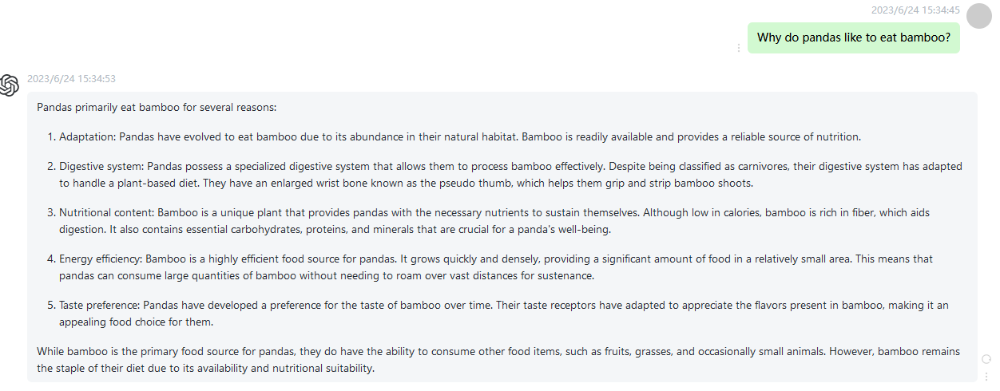 2023/6/24 15:34:45
Why do pandas like to eat bamboo?
2023/6/24 15:34:53
Pandas primarily eat bamboo for several reasons:
1. Adaptation: Pandas have evolved to eat bamboo due to its abundance in their natural habitat. Bamboo is readily available and provides a reliable source of nutrition.
2. Digestive system: Pandas possess a specialized digestive system that allows them to process bamboo effectively. Despite being classified as carnivores, their digestive system has adapted
to handle a plant-based diet. They have an enlarged wrist bone known as the pseudo thumb, which helps them grip and strip bamboo shoots.
3. Nutritional content: Bamboo is a unique plant that provides pandas with the necessary nutrients to sustain themselves. Although low in calories, bamboo is rich in fiber, which aids
digestion. It also contains essential carbohydrates, proteins, and minerals that are crucial for a panda's well-being.
4. Energy efficiency: Bamboo is a highly efficient food source for pandas. It grows quickly and densely, providing a significant amount of food in a relatively small area. This means that
pandas can consume large quantities of bamboo without needing to roam over vast distances for sustenance.
5. Taste preference: Pandas have developed a preference for the taste of bamboo over time. Their taste receptors have adapted to appreciate the flavors present in bamboo, making it an
appealing food choice for them.
While bamboo is the primary food source for pandas, they do have the ability to consume other food items, such as fruits, grasses, and occasionally small animals. However, bamboo remains
the staple of their diet due to its availability and nutritional suitability.